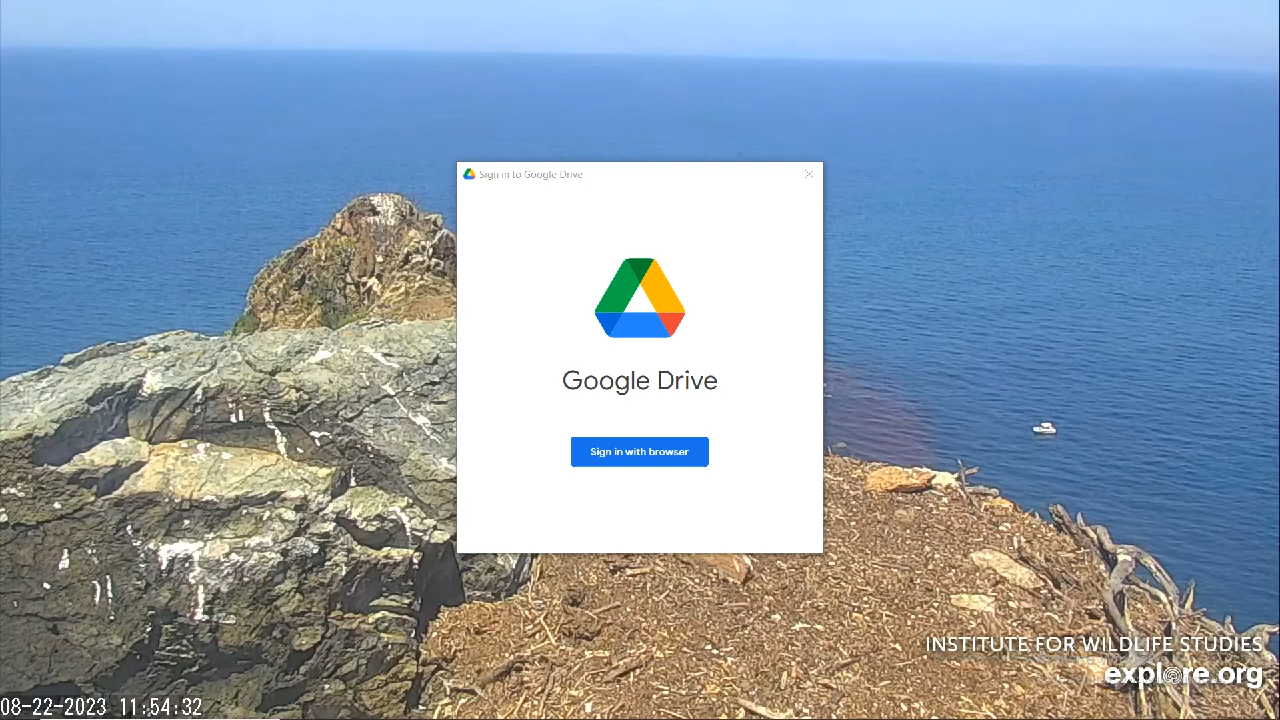 Sign in to Google Drive
Google Drive
Sign in with browser
INSTITUTE FOR WILDLIFE STUDIES
explore.org
08-22-2023 11:54:32